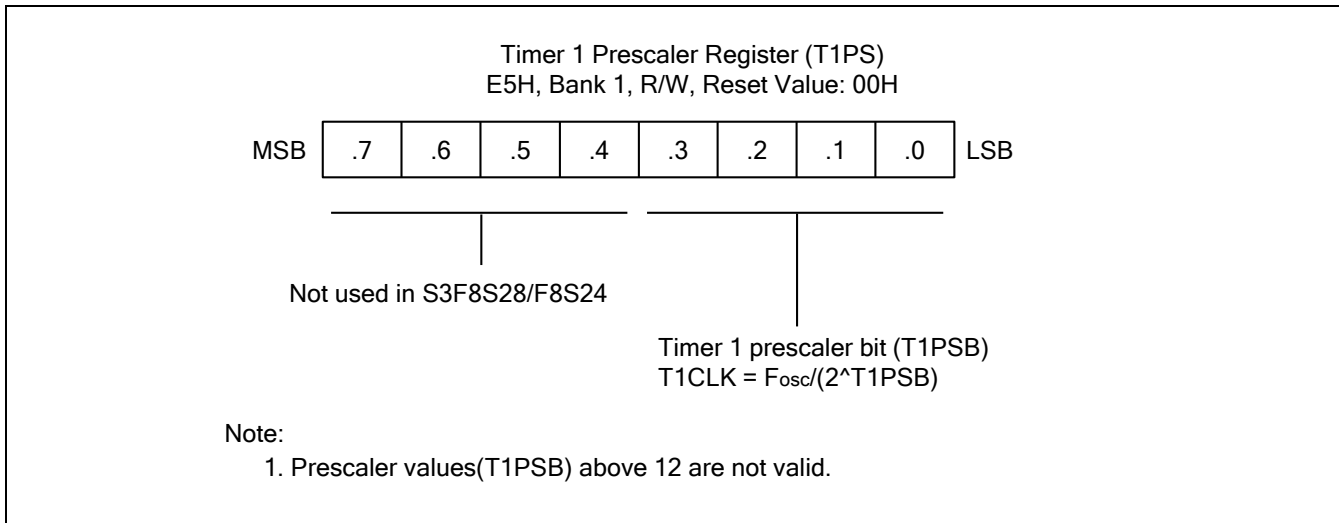 Timer 1 Prescaler Register (T1PS)
E5H, Bank 1, R/W, Reset Value: 00H
MSB .7 .6 .5 .4 .3 .2 .1 .0 LSB
Not used in S3F8S28/F8S24
Timer 1 prescaler bit (T1PSB)
T1CLK = Fosc/(2^T1PSB)
Note:
1. Prescaler values(T1PSB) above 12 are not valid.